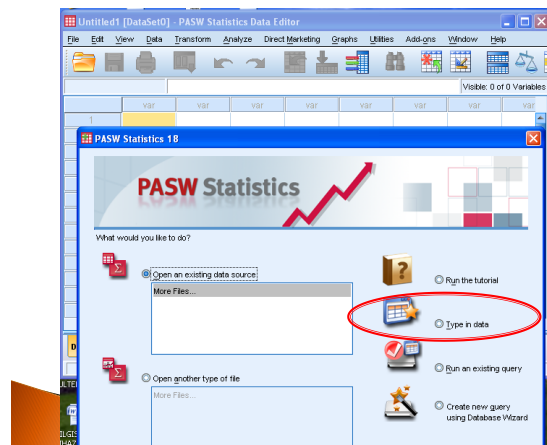 Untitled1 [DataSet0] - PASW Statistics Data Editor
File Edit View Data Transform Analyze Direct Marketing Graphs Utilities Add-ons Window Help
Visible: 0 of 0 Variables
var var var var var var var var
1
PASW Statistics 18
PASW Statistics
What would you like to do?
Open an existing data source
More Files...
Run the tutorial
Type in data
Run an existing query
Open another type of file
More Files...
Create new query
using Database Wizard